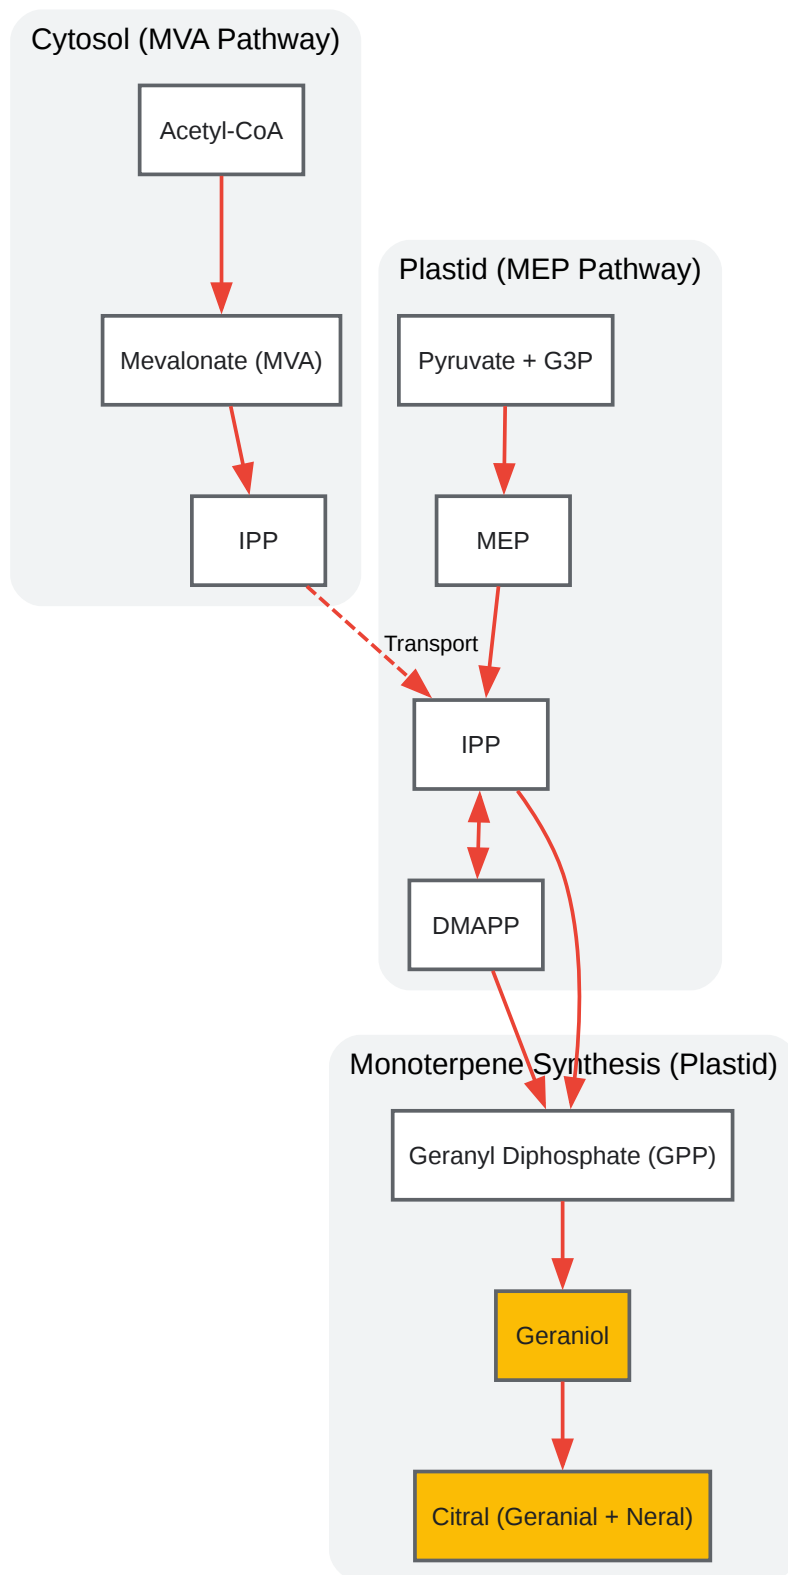 Cytosol (MVA Pathway)
Acetyl-CoA
Mevalonate (MVA)
IPP
Transport
Plastid (MEP Pathway)
Pyruvate + G3P
MEP
IPP
DMAPP
Monoterpene Synthesis (Plastid)
Geranyl Diphosphate (GPP)
Geraniol
Citral (Geranial + Neral)